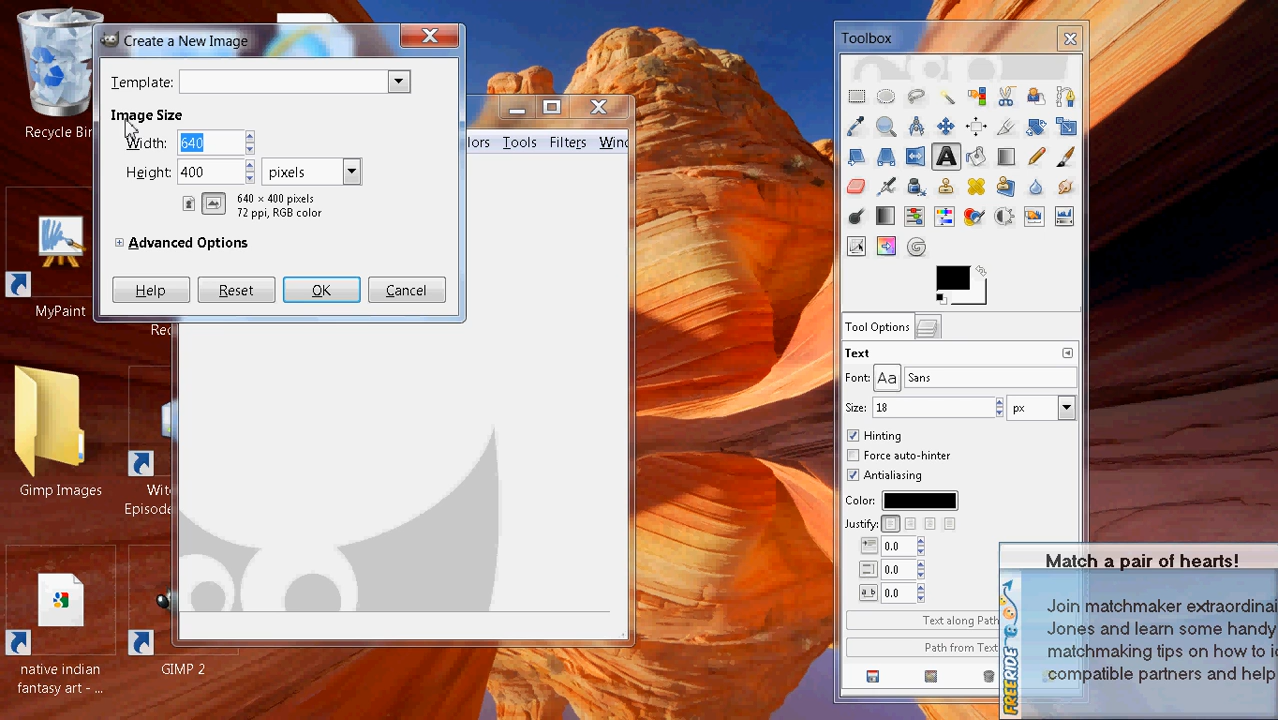 Create a New Image
Template:
Image Size
Width: 640
Height: 400 pixels
640 × 400 pixels
72 ppi, RGB color
Advanced Options
Help Reset OK Cancel
Tools Filters
Toolbox
Tool Options
Text
Font: Aa Sans
Size: 18 px
Hinting
Force auto-hinter
Antialiasing
Color:
Justify:
0.0
0.0
0.0
Text along Path
Path from Text
Recycle Bin
MyPaint
Gimp Images
Episode
native indian
fantasy art - ...
GIMP 2
Match a pair of hearts!
Join matchmaker
Jones and learn some handy
matchmaking tips on how to
compatible partners and help
FREERIDE